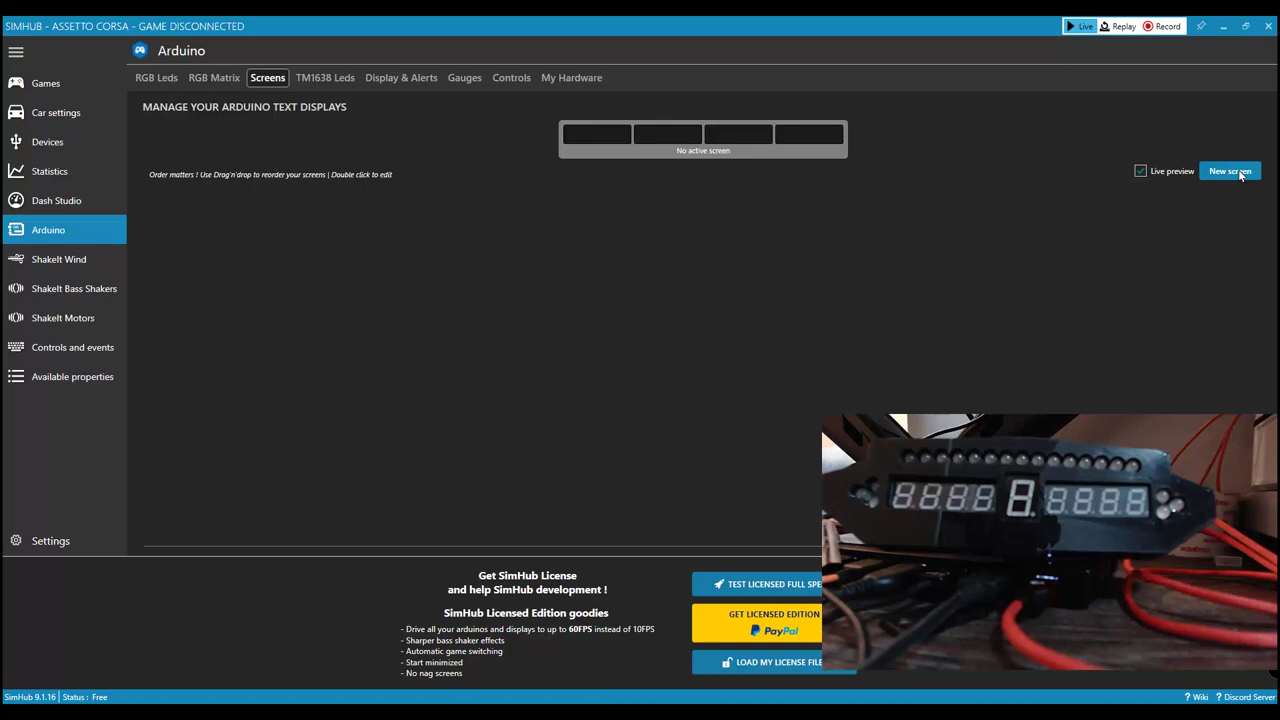 SIMHUB - ASSETTO CORSA - GAME DISCONNECTED
Live
Replay
Record
Arduino
Games
Car settings
Devices
Statistics
Dash Studio
Arduino
ShakeIt Wind
ShakeIt Bass Shakers
ShakeIt Motors
Controls and events
Available properties
Settings
RGB Leds
RGB Matrix
Screens
TM1638 Leds
Display & Alerts
Gauges
Controls
My Hardware
MANAGE YOUR ARDUINO TEXT DISPLAYS
No active screen
Order matters ! Use Drag'n'drop to reorder your screens | Double click to edit
Live preview
New screen
Get SimHub License
and help SimHub development !
SimHub Licensed Edition goodies
- Drive all your arduinos and displays to up to 60FPS instead of 10FPS
- Sharper bass shaker effects
- Automatic game switching
- Start minimized
- No nag screens
TEST LICENSED FULL SPE
GET LICENSED EDITION
PayPal
LOAD MY LICENSE FILE
SimHub 9.1.16 | Status : Free
? Wiki
? Discord Server